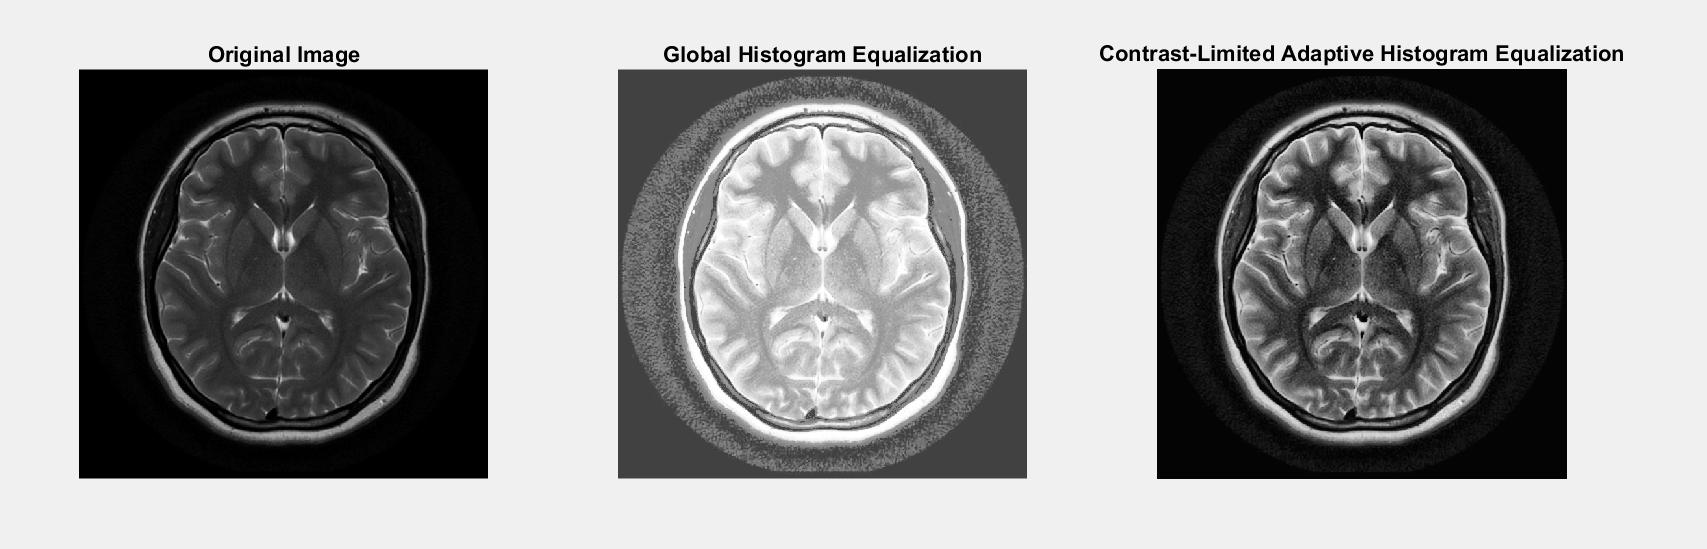 Original Image
Global Histogram Equalization
Contrast-Limited Adaptive Histogram Equalization